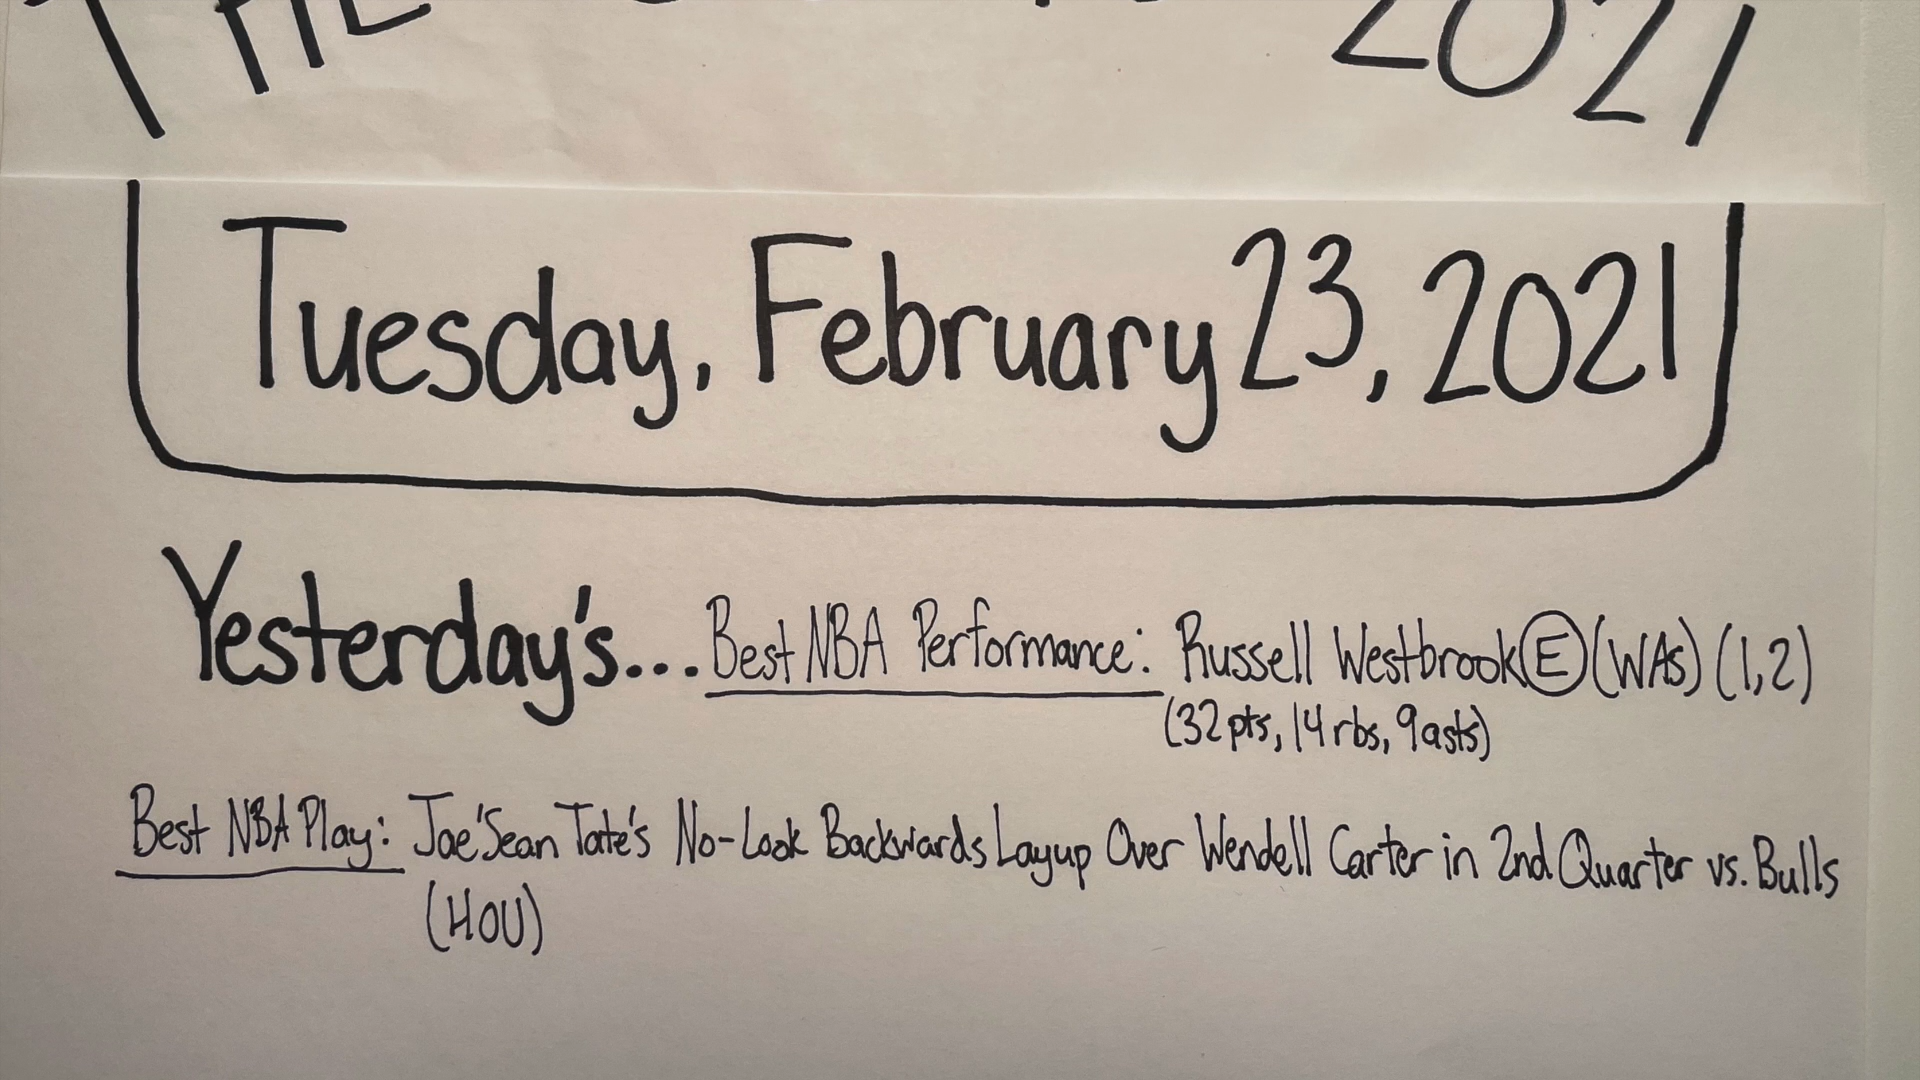 THE 2021
Tuesday, February 23, 2021
Yesterday's... Best NBA Performance: Russell Westbrook Ⓔ (WAS) (1,2)
(32 pts, 14 rbs, 9 asts)
Best NBA Play: Jae'Sean Tate's No-Look Backwards Layup Over Wendell Carter in 2nd Quarter vs. Bulls
(HOU)